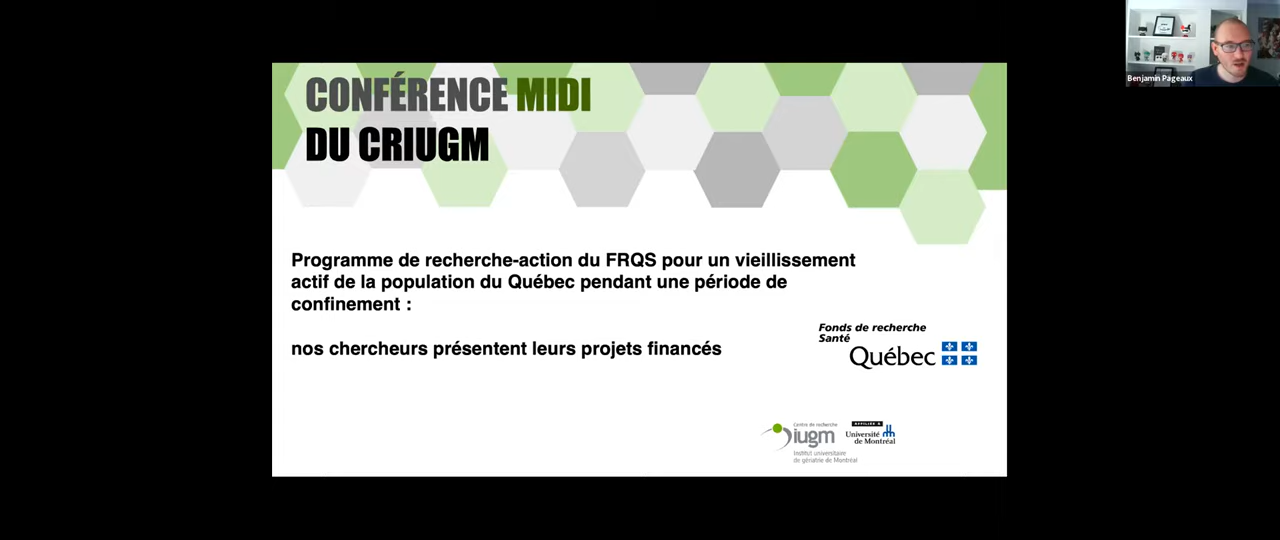 CONFÉRENCE MIDI
DU CRIUGM
Benjamin Pageaux
Programme de recherche-action du FRQS pour un vieillissement
actif de la population du Québec pendant une période de
confinement :
nos chercheurs présentent leurs projets financés
Fonds de recherche
Santé
Québec
Centre de recherche
iugm
Institut universitaire
de gériatrie de Montréal
AFFILIÉ À
Université
de Montréal